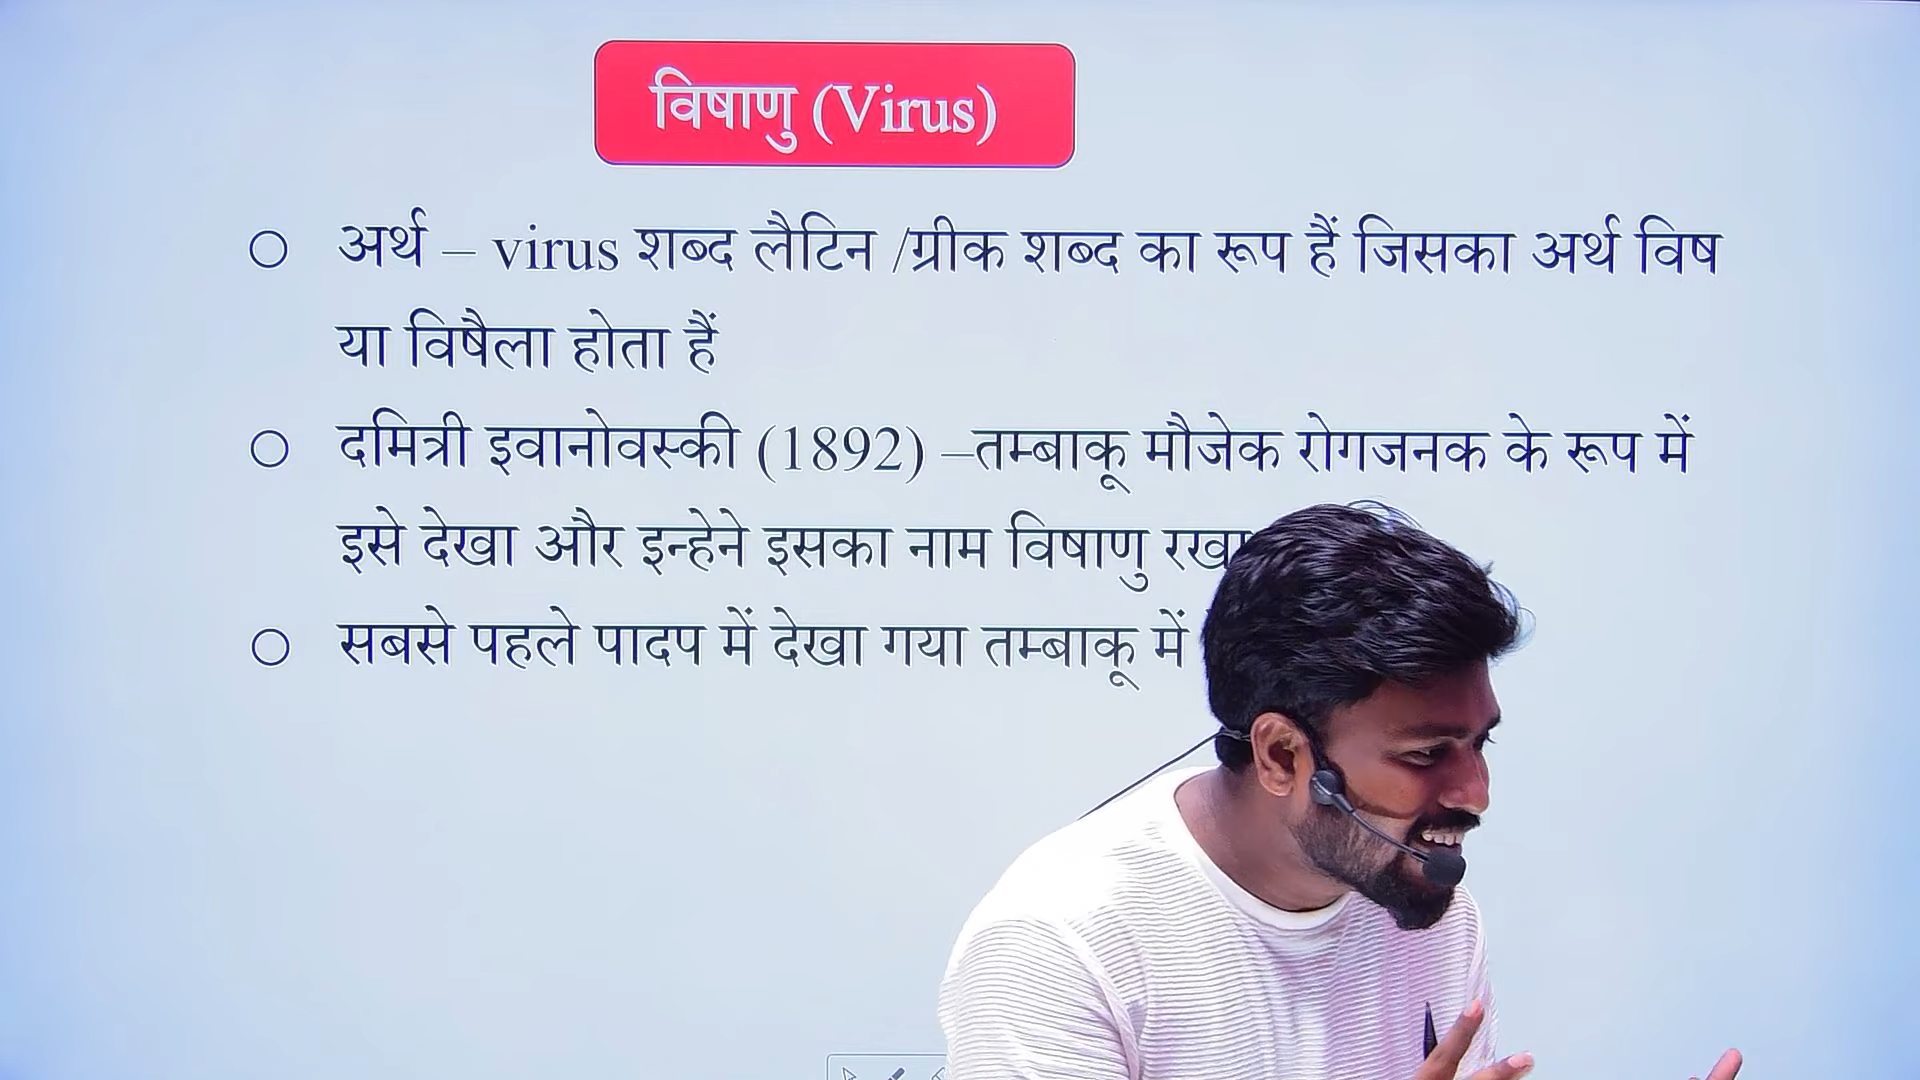 विषाणु (Virus)
○ अर्थ – virus शब्द लैटिन /ग्रीक शब्द का रूप हैं जिसका अर्थ विष
या विषैला होता हैं
○ दमित्री इवानोवस्की (1892) –तम्बाकू मौजेक रोगजनक के रूप में
इसे देखा और इन्हेने इसका नाम विषाणु रखा
○ सबसे पहले पादप में देखा गया तम्बाकू में